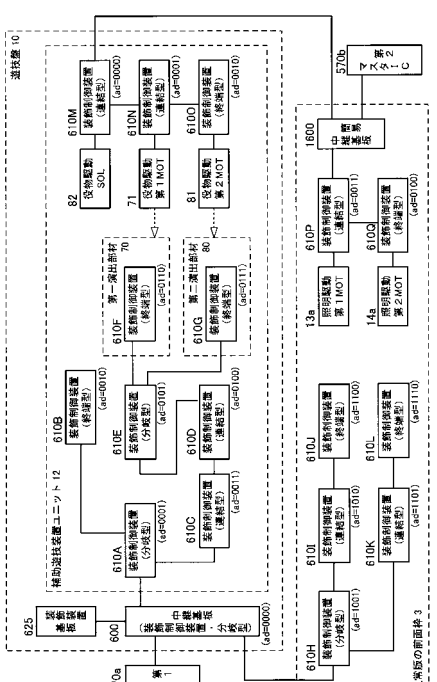 遊技盤 10
補助遊技装置ユニット 12
610M
装飾制御装置
(連結型)
(ad=0000)
82
役物駆動
SOL
610N
装飾制御装置
(連結型)
(ad=0001)
71
役物駆動
第1MOT
610O
装飾制御装置
(終端型)
(ad=0010)
81
役物駆動
第2MOT
第一演出部材
70
610F
装飾制御装置
(終端型)
(ad=0110)
第二演出部材
80
610G
装飾制御装置
(終端型)
(ad=0111)
610B
装飾制御装置
(終端型)
(ad=0010)
610E
装飾制御装置
(分岐型)
(ad=0101)
610D
装飾制御装置
(連結型)
(ad=0100)
610A
装飾制御装置
(分岐型)
(ad=0001)
610C
装飾制御装置
(連結型)
(ad=0011)
625
装飾装置
基板
600
中継基板
(装飾制御装置・分岐型)
(ad=0000)
0a
第1
570b
第2
マスタIC
1600
簡易
中継基板
610P
装飾制御装置
(連結型)
(ad=0011)
13a
照明駆動
第1MOT
610Q
装飾制御装置
(終端型)
(ad=0100)
14a
照明駆動
第2MOT
610J
装飾制御装置
(終端型)
(ad=1100)
610L
装飾制御装置
(終端型)
(ad=1110)
610I
装飾制御装置
(連結型)
(ad=1010)
610K
装飾制御装置
(連結型)
(ad=1101)
610H
装飾制御装置
(分岐型)
(ad=1001)
常版の前面枠 3